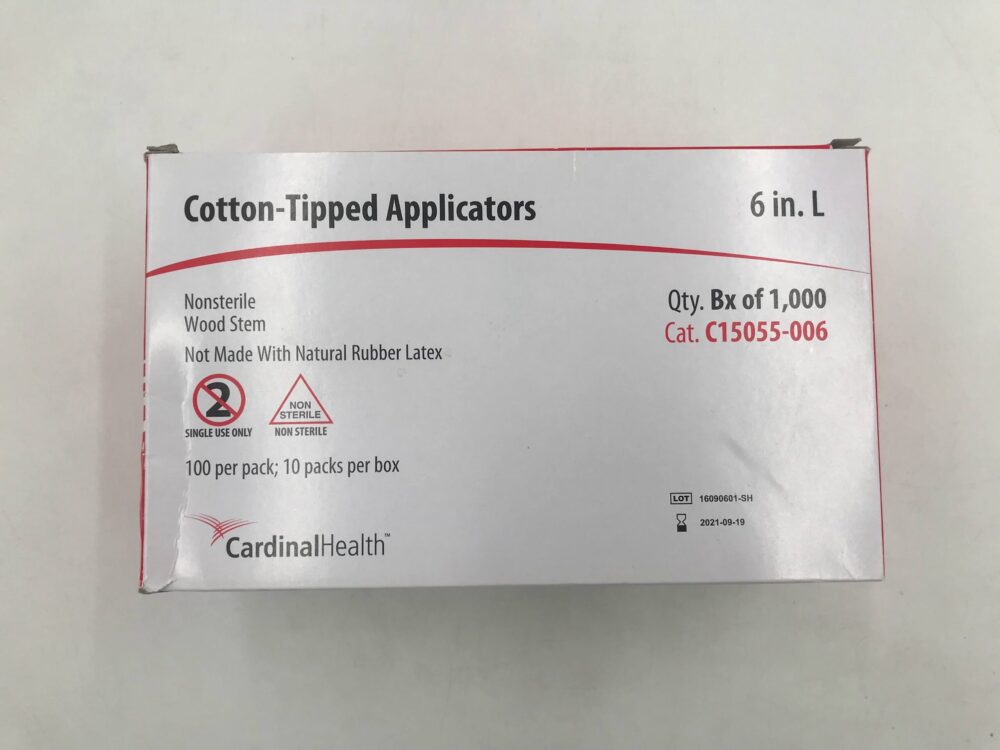 Cotton-Tipped Applicators
6 in. L
Nonsterile
Wood Stem
Not Made With Natural Rubber Latex
Qty. Bx of 1,000
Cat. C15055-006
2
SINGLE USE ONLY
NON
STERILE
NON STERILE
100 per pack; 10 packs per box
LOT 16090601-SH
2021-09-19
CardinalHealth™